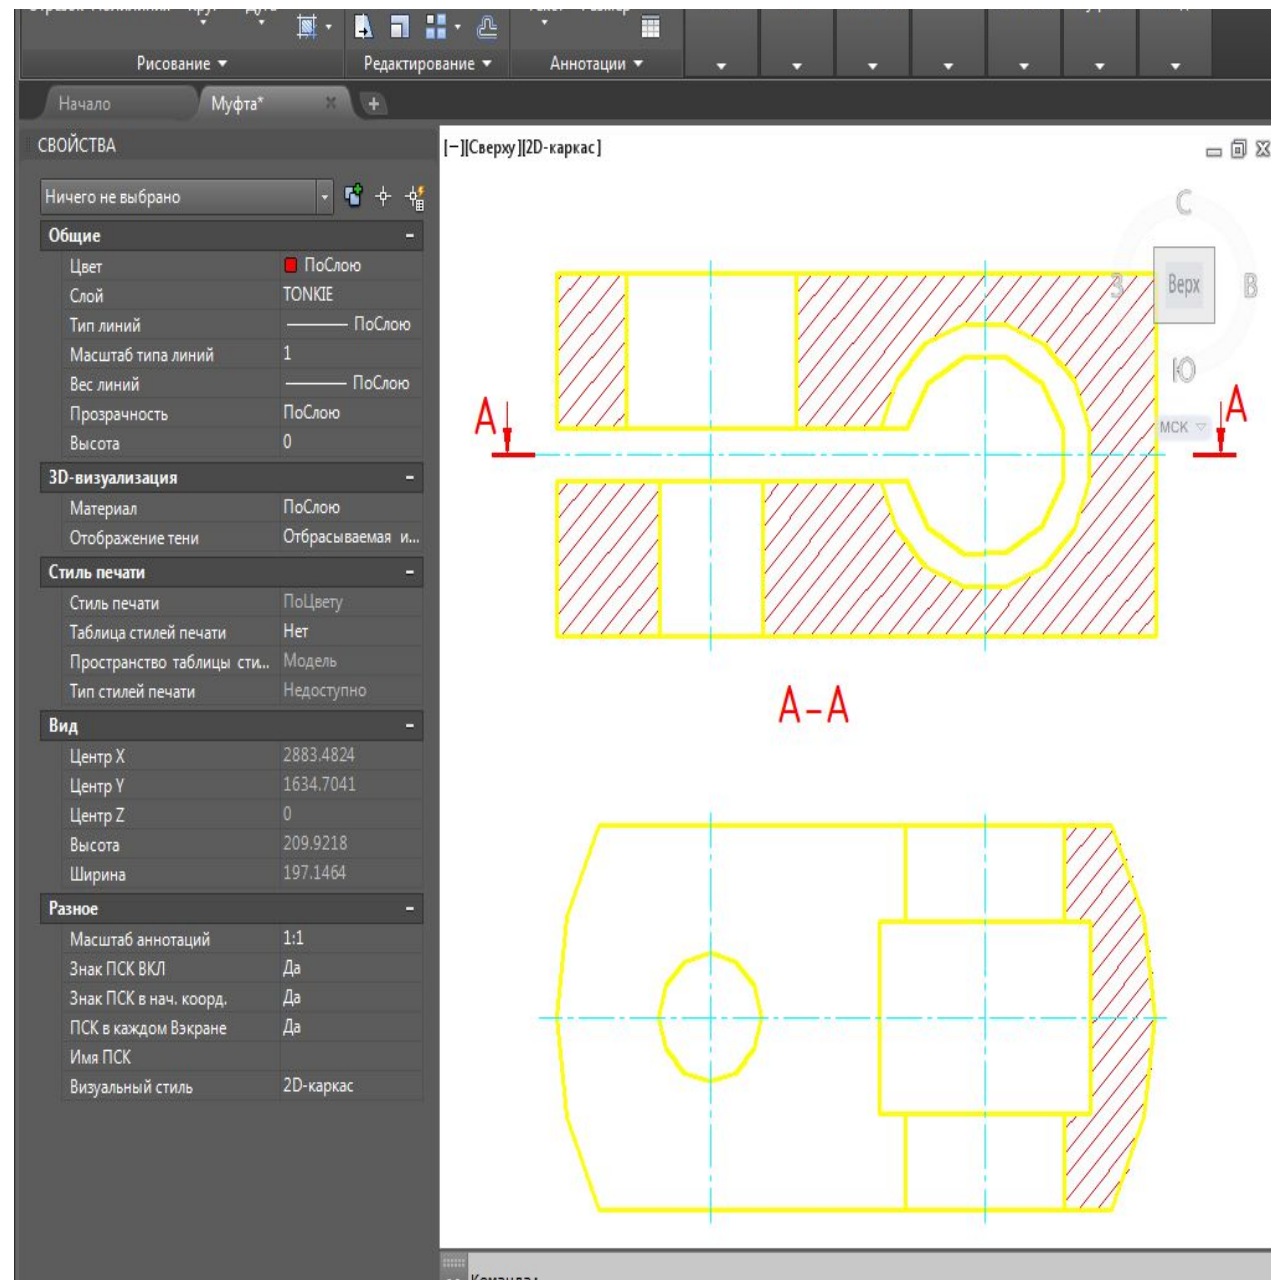 Рисование
Редактирование
Аннотации
Начало
Муфта*
СВОЙСТВА
[−][Сверху][2D-каркас]
Ничего не выбрано
Общие
Цвет ПоСлою
Слой TONKIE
Тип линий ПоСлою
Масштаб типа линий 1
Вес линий ПоСлою
Прозрачность ПоСлою
Высота 0
3D-визуализация
Материал ПоСлою
Отображение тени Отбрасываемая и...
Стиль печати
Стиль печати ПоЦвету
Таблица стилей печати Нет
Пространство таблицы сти... Модель
Тип стилей печати Недоступно
Вид
Центр X 2883.4824
Центр Y 1634.7041
Центр Z 0
Высота 209.9218
Ширина 197.1464
Разное
Масштаб аннотаций 1:1
Знак ПСК ВКЛ Да
Знак ПСК в нач. коорд. Да
ПСК в каждом Вэкране Да
Имя ПСК
Визуальный стиль 2D-каркас
С
З Верх В
Ю
МСК
А А
А-А